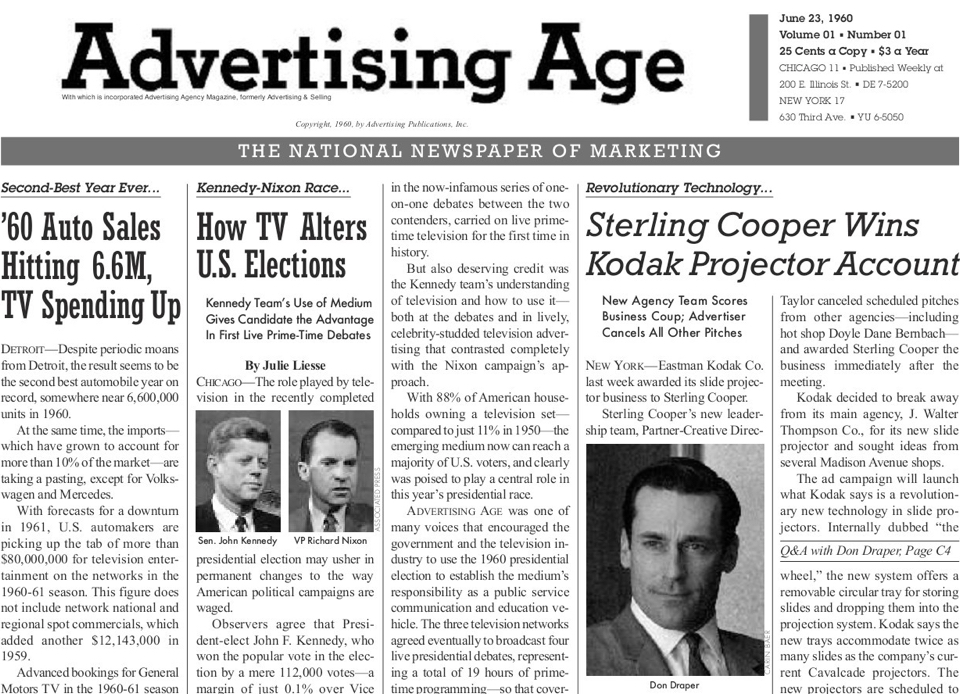 Advertising Age
With which is incorporated Advertising Agency Magazine, formerly Advertising & Selling
Copyright, 1960, by Advertising Publications, Inc.
June 23, 1960
Volume 01 ▪ Number 01
25 Cents a Copy ▪ $3 a Year
CHICAGO 11 ▪ Published Weekly at
200 E. Illinois St. ▪ DE 7-5200
NEW YORK 17
630 Third Ave. ▪ YU 6-5050
THE NATIONAL NEWSPAPER OF MARKETING
Second-Best Year Ever...
’60 Auto Sales
Hitting 6.6M,
TV Spending Up
DETROIT—Despite periodic moans
from Detroit, the result seems to be
the second best automobile year on
record, somewhere near 6,600,000
units in 1960.
At the same time, the imports—
which have grown to account for
more than 10% of the market—are
taking a pasting, except for Volks-
wagen and Mercedes.
With forecasts for a downturn
in 1961, U.S. automakers are
picking up the tab of more than
$80,000,000 for television enter-
tainment on the networks in the
1960-61 season. This figure does
not include network national and
regional spot commercials, which
added another $12,143,000 in
1959.
Advanced bookings for General
Motors TV in the 1960-61 season
Kennedy-Nixon Race...
How TV Alters
U.S. Elections
Kennedy Team’s Use of Medium
Gives Candidate the Advantage
In First Live Prime-Time Debates
By Julie Liesse
CHICAGO—The role played by tele-
vision in the recently completed
ASSOCIATED PRESS
Sen. John Kennedy
VP Richard Nixon
presidential election may usher in
permanent changes to the way
American political campaigns are
waged.
Observers agree that Presi-
dent-elect John F. Kennedy, who
won the popular vote in the elec-
tion by a mere 112,000 votes—a
margin of just 0.1% over Vice
in the now-infamous series of one-
on-one debates between the two
contenders, carried on live prime-
time television for the first time in
history.
But also deserving credit was
the Kennedy team’s understanding
of television and how to use it—
both at the debates and in lively,
celebrity-studded television adver-
tising that contrasted completely
with the Nixon campaign’s ap-
proach.
With 88% of American house-
holds owning a television set—
compared to just 11% in 1950—the
emerging medium now can reach a
majority of U.S. voters, and clearly
was poised to play a central role in
this year’s presidential race.
ADVERTISING AGE was one of
many voices that encouraged the
government and the television in-
dustry to use the 1960 presidential
election to establish the medium’s
responsibility as a public service
communication and education ve-
hicle. The three television networks
agreed eventually to broadcast four
live presidential debates, represent-
ing a total of 19 hours of prime-
time programming—so that cover-
Revolutionary Technology...
Sterling Cooper Wins
Kodak Projector Account
New Agency Team Scores
Business Coup; Advertiser
Cancels All Other Pitches
NEW YORK—Eastman Kodak Co.
last week awarded its slide projec-
tor business to Sterling Cooper.
Sterling Cooper’s new leader-
ship team, Partner-Creative Direc-
CARIN BAER
Don Draper
Taylor canceled scheduled pitches
from other agencies—including
hot shop Doyle Dane Bernbach—
and awarded Sterling Cooper the
business immediately after the
meeting.
Kodak decided to break away
from its main agency, J. Walter
Thompson Co., for its new slide
projector and sought ideas from
several Madison Avenue shops.
The ad campaign will launch
what Kodak says is a revolution-
ary new technology in slide pro-
jectors. Internally dubbed “the
Q&A with Don Draper, Page C4
wheel,” the new system offers a
removable circular tray for storing
slides and dropping them into the
projection system. Kodak says the
new trays accommodate twice as
many slides as the company’s cur-
rent Cavalcade projectors. The
new projectors are scheduled to